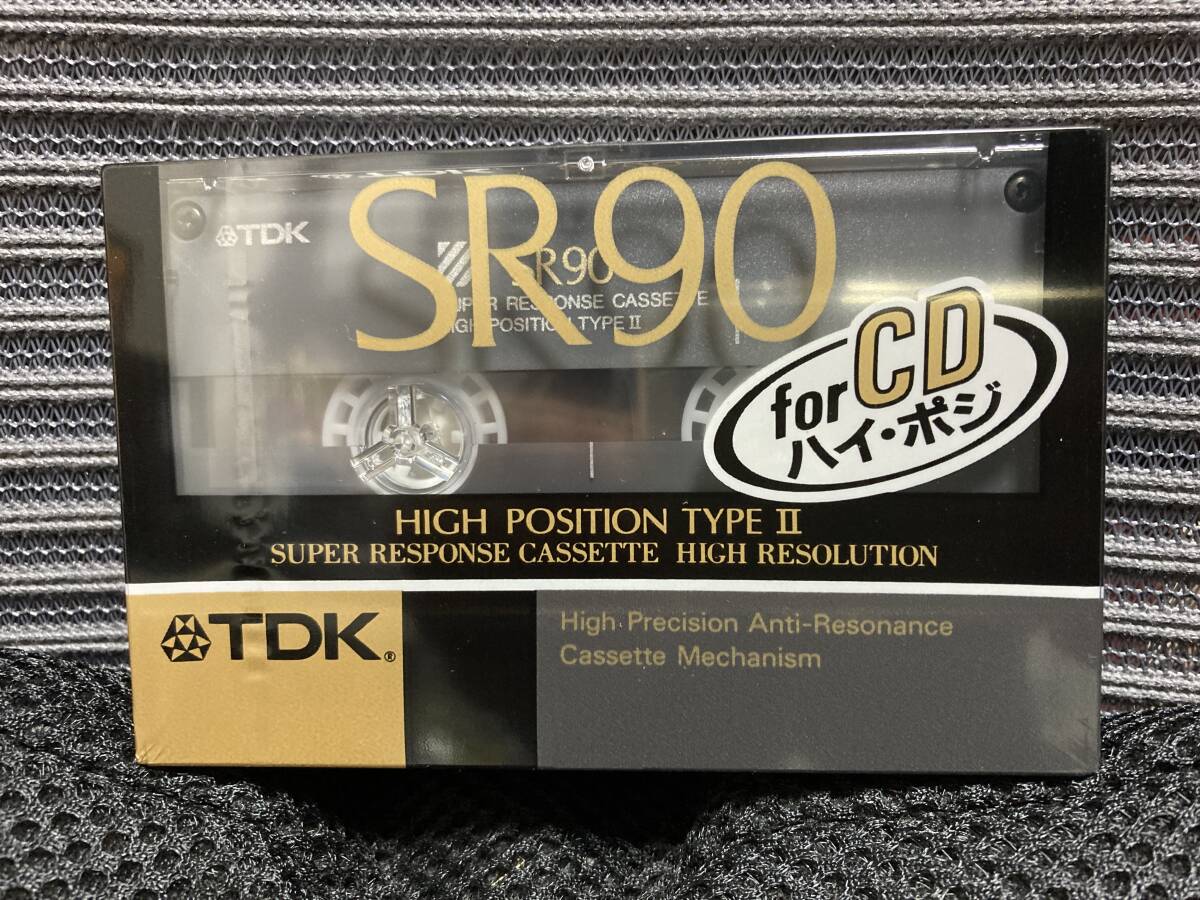 SR90
TDK
SR90
SUPER RESPONSE CASSETTE
HIGH POSITION TYPE II
for CD
ハイ・ポジ
HIGH POSITION TYPE II
SUPER RESPONSE CASSETTE HIGH RESOLUTION
TDK®
High Precision Anti-Resonance
Cassette Mechanism